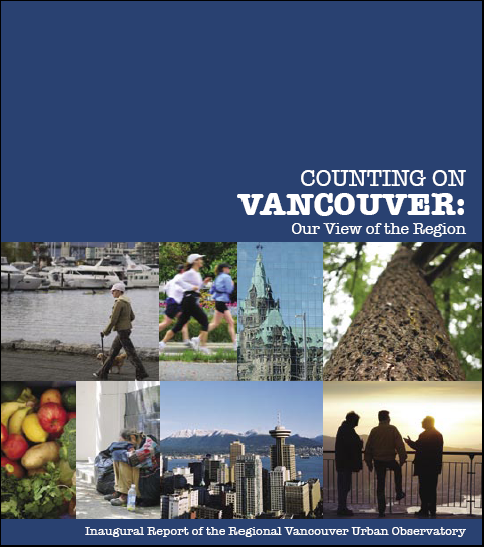 COUNTING ON
VANCOUVER:
Our View of the Region
Inaugural Report of the Regional Vancouver Urban Observatory